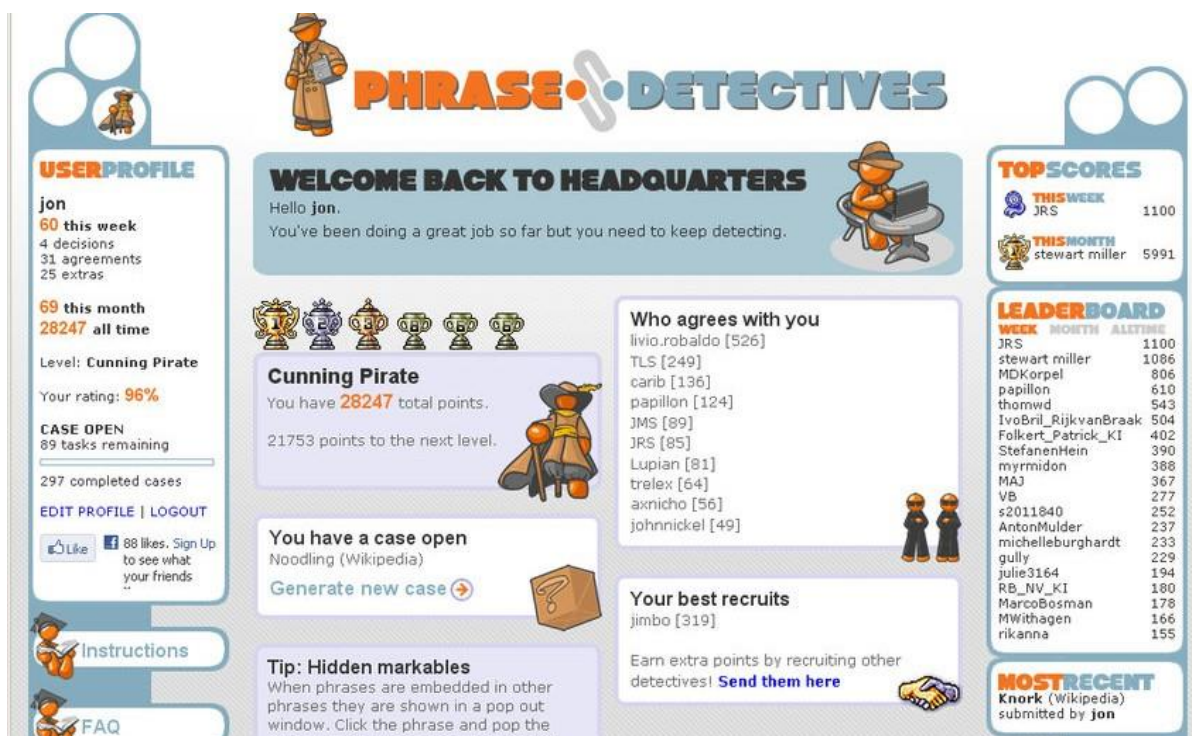 PHRASE DETECTIVES
USERPROFILE
jon
60 this week
4 decisions
31 agreements
25 extras
69 this month
28247 all time
Level: Cunning Pirate
Your rating: 96%
CASE OPEN
89 tasks remaining
297 completed cases
EDIT PROFILE | LOGOUT
Like
88 likes. Sign Up
to see what
your friends
Instructions
FAQ
WELCOME BACK TO HEADQUARTERS
Hello jon.
You've been doing a great job so far but you need to keep detecting.
1 2 3 6 6 6
Cunning Pirate
You have 28247 total points.
21753 points to the next level.
You have a case open
Noodling (Wikipedia)
Generate new case
?
Tip: Hidden markables
When phrases are embedded in other
phrases they are shown in a pop out
window. Click the phrase and pop the
Who agrees with you
livio.robaldo [526]
TLS [249]
carib [136]
papillon [124]
JMS [89]
JRS [85]
Lupian [81]
trelex [64]
axnicho [56]
johnnickel [49]
Your best recruits
jimbo [319]
Earn extra points by recruiting other
detectives! Send them here
TOPSCORES
THISWEEK
JRS 1100
THISMONTH
stewart miller 5991
LEADERBOARD
WEEK MONTH ALLTIME
JRS 1100
stewart miller 1086
MDKorpel 806
papillon 610
thomwd 543
IvoBril_RijkvanBraak 504
Folkert_Patrick_KI 402
StefanenHein 390
myrmidon 388
MAJ 367
VB 277
s2011840 252
AntonMulder 237
michelleburghardt 233
gully 229
julie3164 194
RB_NV_KI 180
MarcoBosman 178
MWithagen 166
rikanna 155
MOSTRECENT
Knork (Wikipedia)
submitted by jon